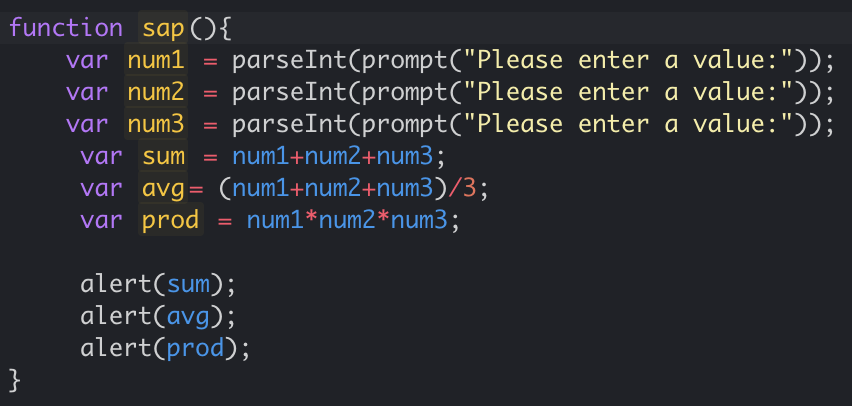 function sap(){
    var num1 = parseInt(prompt("Please enter a value:"));
    var num2 = parseInt(prompt("Please enter a value:"));
    var num3 = parseInt(prompt("Please enter a value:"));
     var sum = num1+num2+num3;
     var avg= (num1+num2+num3)/3;
     var prod = num1*num2*num3;

     alert(sum);
     alert(avg);
     alert(prod);
}